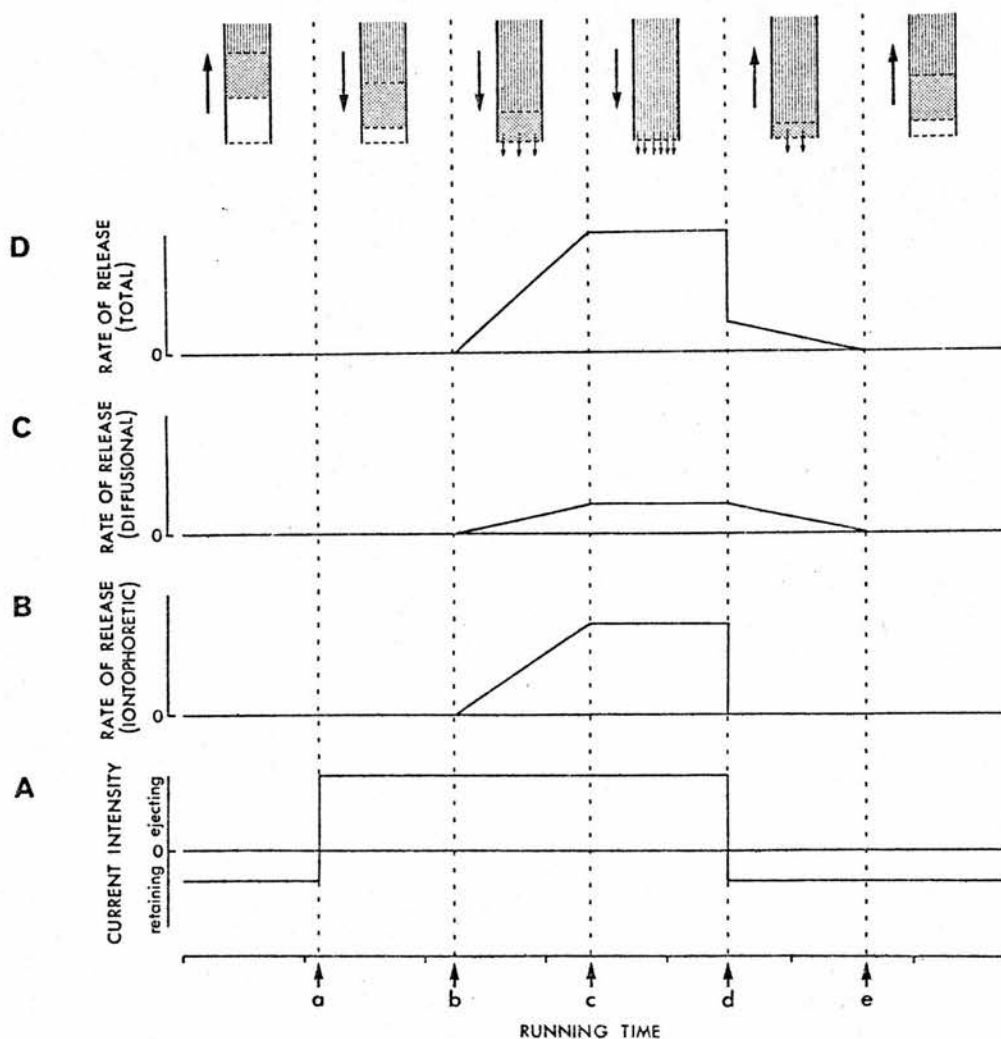 D
RATE OF RELEASE
(TOTAL)
0
C
RATE OF RELEASE
(DIFFUSIONAL)
0
B
RATE OF RELEASE
(IONTOPHORETIC)
0
A
CURRENT INTENSITY
retaining 0 ejecting
a b c d e
RUNNING TIME